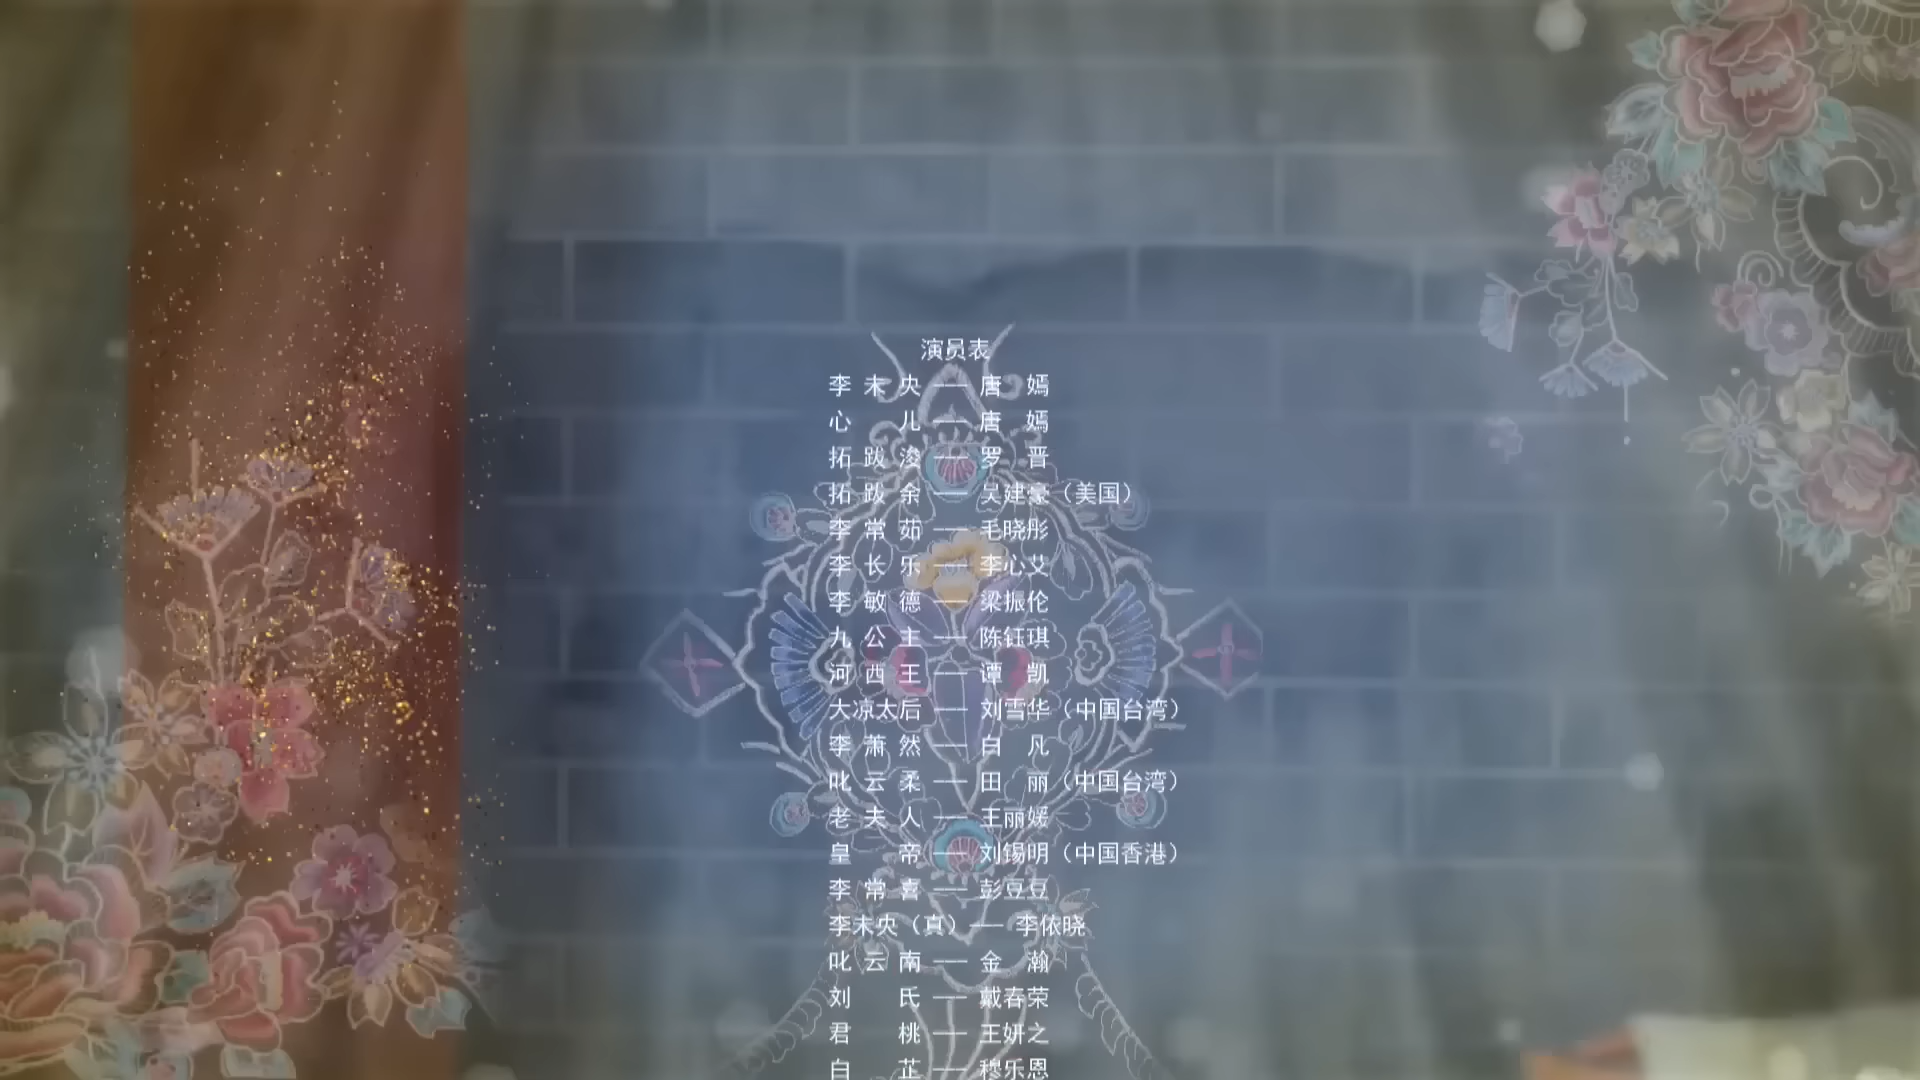 演员表
李未央 —— 唐嫣
心儿 —— 唐嫣
拓跋浚 —— 罗晋
拓跋余 —— 吴建豪（美国）
李常茹 —— 毛晓彤
李长乐 —— 李心艾
李敏德 —— 梁振伦
九公主 —— 陈钰琪
河西王 —— 谭凯
大凉太后 —— 刘雪华（中国台湾）
李萧然 —— 白凡
叱云柔 —— 田丽（中国台湾）
老夫人 —— 王丽媛
皇帝 —— 刘锡明（中国香港）
李常喜 —— 彭豆豆
李未央（真） —— 李依晓
叱云南 —— 金瀚
刘氏 —— 戴春荣
君桃 —— 王妍之
白芷 —— 穆乐恩